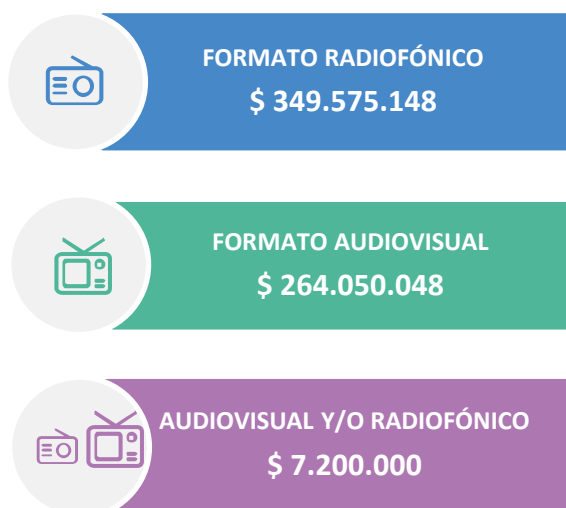 FORMATO RADIOFÓNICO
$ 349.575.148
FORMATO AUDIOVISUAL
$ 264.050.048
AUDIOVISUAL Y/O RADIOFÓNICO
$ 7.200.000